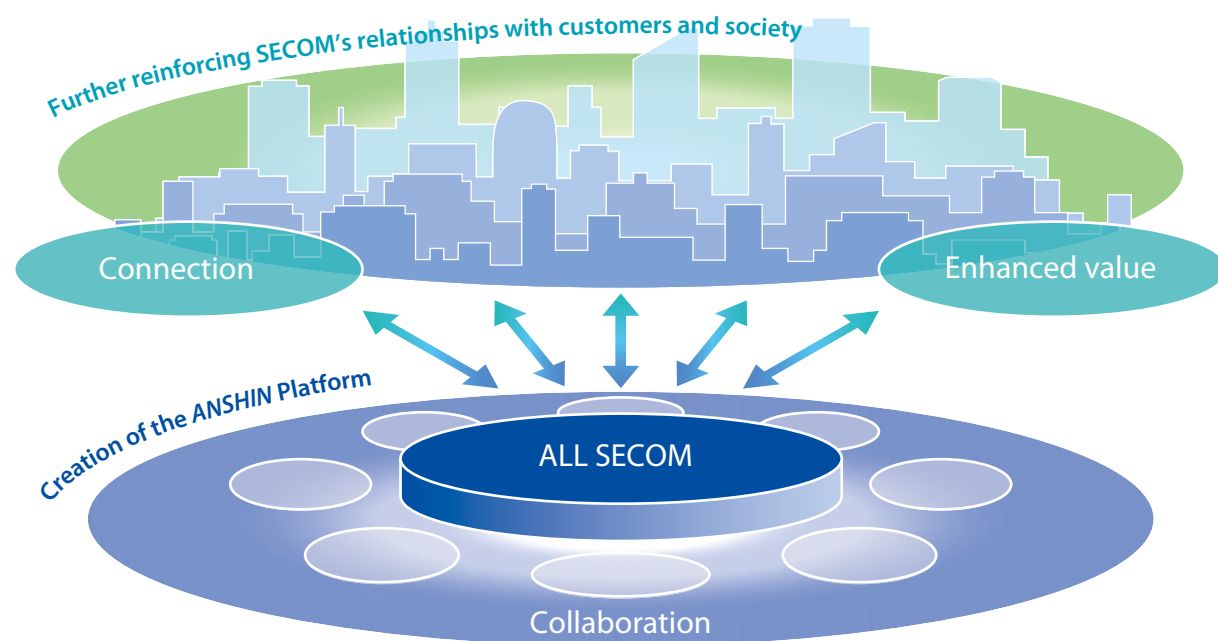 Further reinforcing SECOM’s relationships with customers and society
Connection
Enhanced value
Creation of the ANSHIN Platform
ALL SECOM
Collaboration